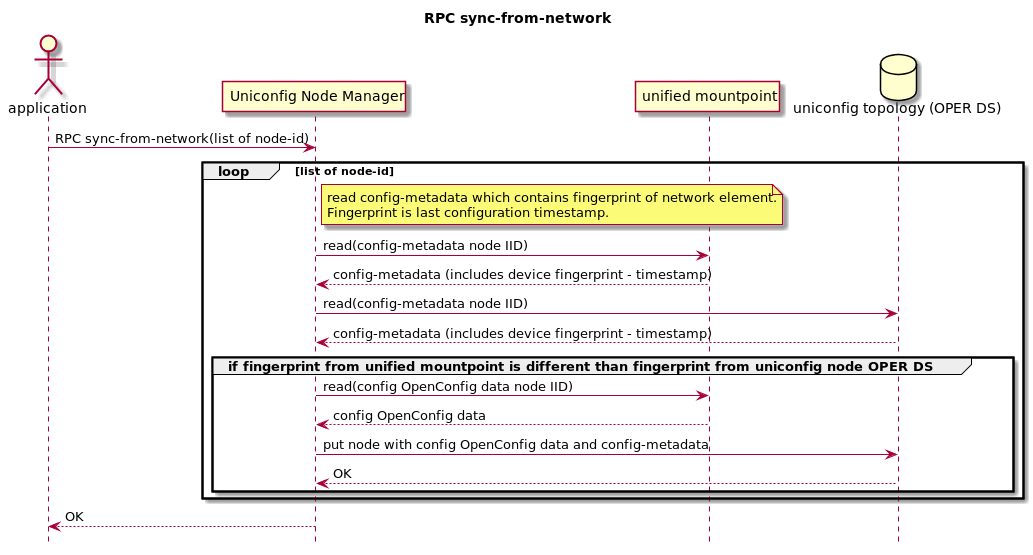 RPC sync-from-network
application
Uniconfig Node Manager
unified mountpoint
uniconfig topology (OPER DS)
RPC sync-from-network(list of node-id)
loop [list of node-id]
read config-metadata which contains fingerprint of network element.
Fingerprint is last configuration timestamp.
read(config-metadata node IID)
config-metadata (includes device fingerprint - timestamp)
read(config-metadata node IID)
config-metadata (includes device fingerprint - timestamp)
if fingerprint from unified mountpoint is different than fingerprint from uniconfig node OPER DS
read(config OpenConfig data node IID)
config OpenConfig data
put node with config OpenConfig data and config-metadata
OK
OK